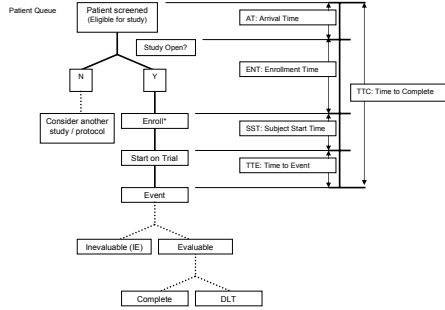 Patient Queue
Patient screened
(Eligible for study)
AT: Arrival Time
Study Open?
N
Y
ENT: Enrollment Time
TTC: Time to Complete
Consider another
study / protocol
Enroll*
SST: Subject Start Time
Start on Trial
TTE: Time to Event
Event
Inevaluable (IE)
Evaluable
Complete
DLT